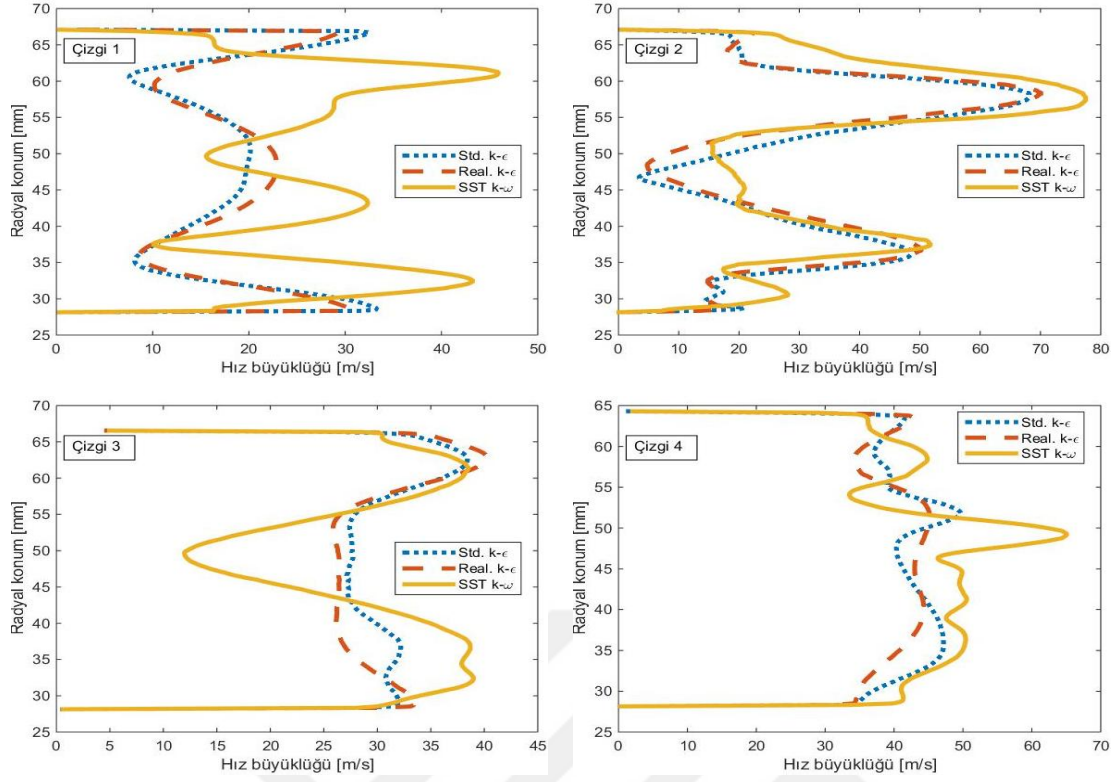 70
65
60
55
50
45
40
35
30
25
Radyal konum [mm]
Çizgi 1
Std. k-ϵ
Real. k-ϵ
SST k-ω
0 10 20 30 40 50
Hız büyüklüğü [m/s]
70
65
60
55
50
45
40
35
30
25
Radyal konum [mm]
Çizgi 2
Std. k-ϵ
Real. k-ϵ
SST k-ω
0 10 20 30 40 50 60 70 80
Hız büyüklüğü [m/s]
70
65
60
55
50
45
40
35
30
25
Radyal konum [mm]
Çizgi 3
Std. k-ϵ
Real. k-ϵ
SST k-ω
0 5 10 15 20 25 30 35 40 45
Hız büyüklüğü [m/s]
65
60
55
50
45
40
35
30
25
Radyal konum [mm]
Çizgi 4
Std. k-ϵ
Real. k-ϵ
SST k-ω
0 10 20 30 40 50 60 70
Hız büyüklüğü [m/s]